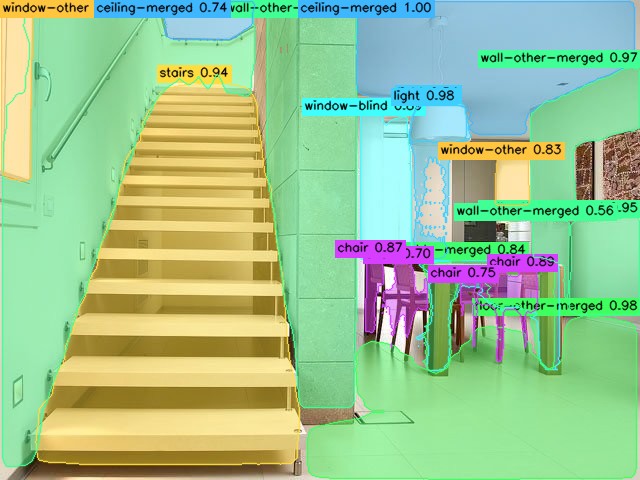 window-other
ceiling-merged 0.74
wall-other-
ceiling-merged 1.00
wall-other-merged 0.97
stairs 0.94
light 0.98
window-blind
window-other 0.83
wall-other-merged 0.56
.95
chair 0.87
0.70
-merged 0.84
chair 0.89
chair 0.75
floor-other-merged 0.98